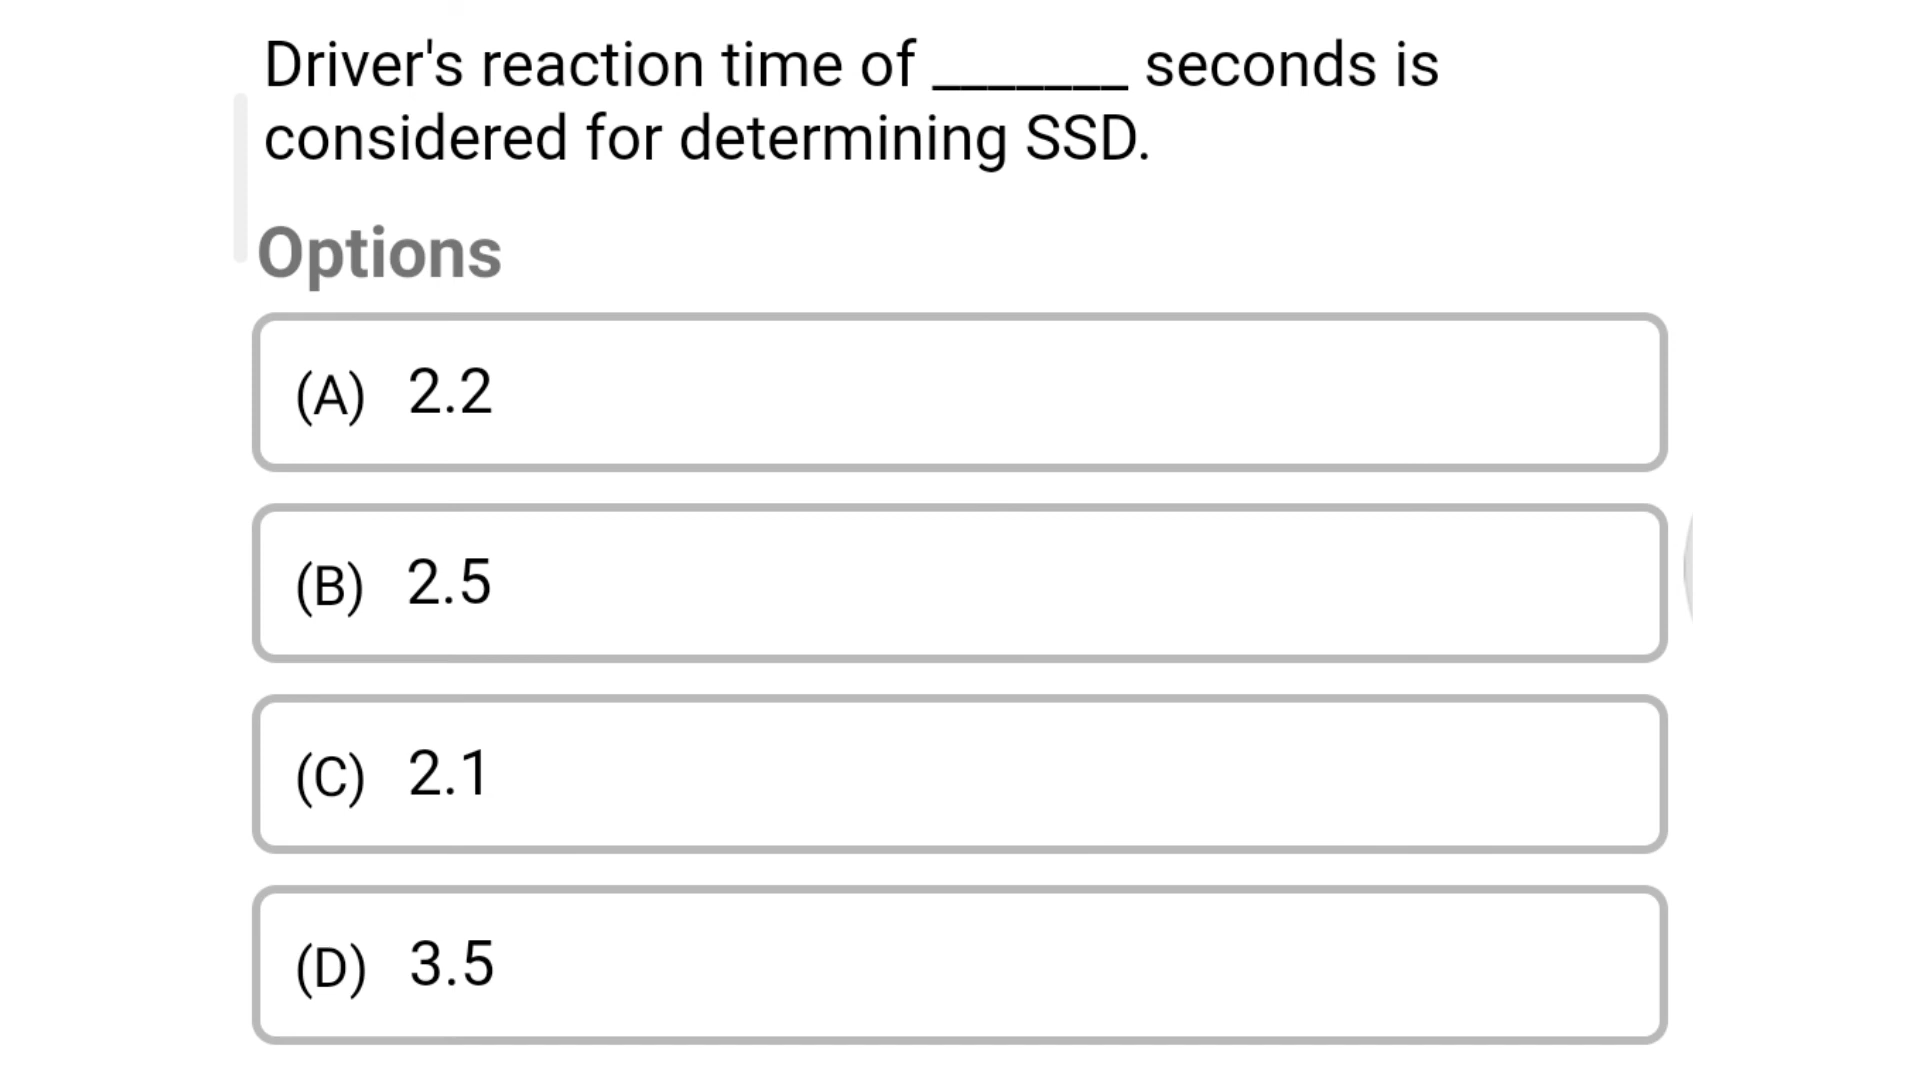 Driver's reaction time of _______ seconds is
considered for determining SSD.
Options
(A) 2.2
(B) 2.5
(C) 2.1
(D) 3.5